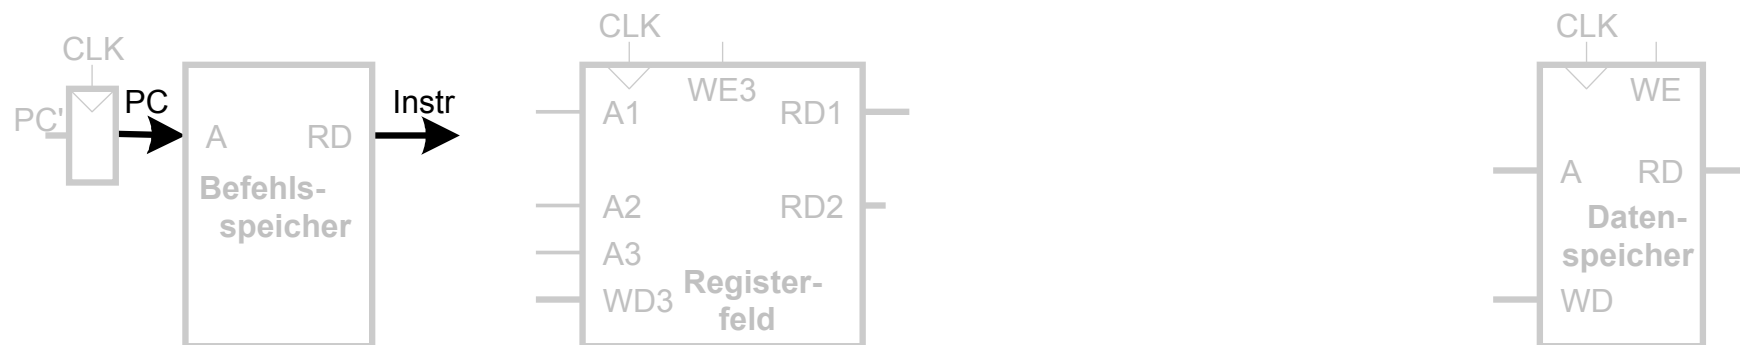 CLK
PC'
PC
A
RD
Befehls-
speicher
Instr
CLK
WE3
A1
RD1
A2
RD2
A3
WD3
Register-
feld
CLK
WE
A
RD
Daten-
speicher
WD